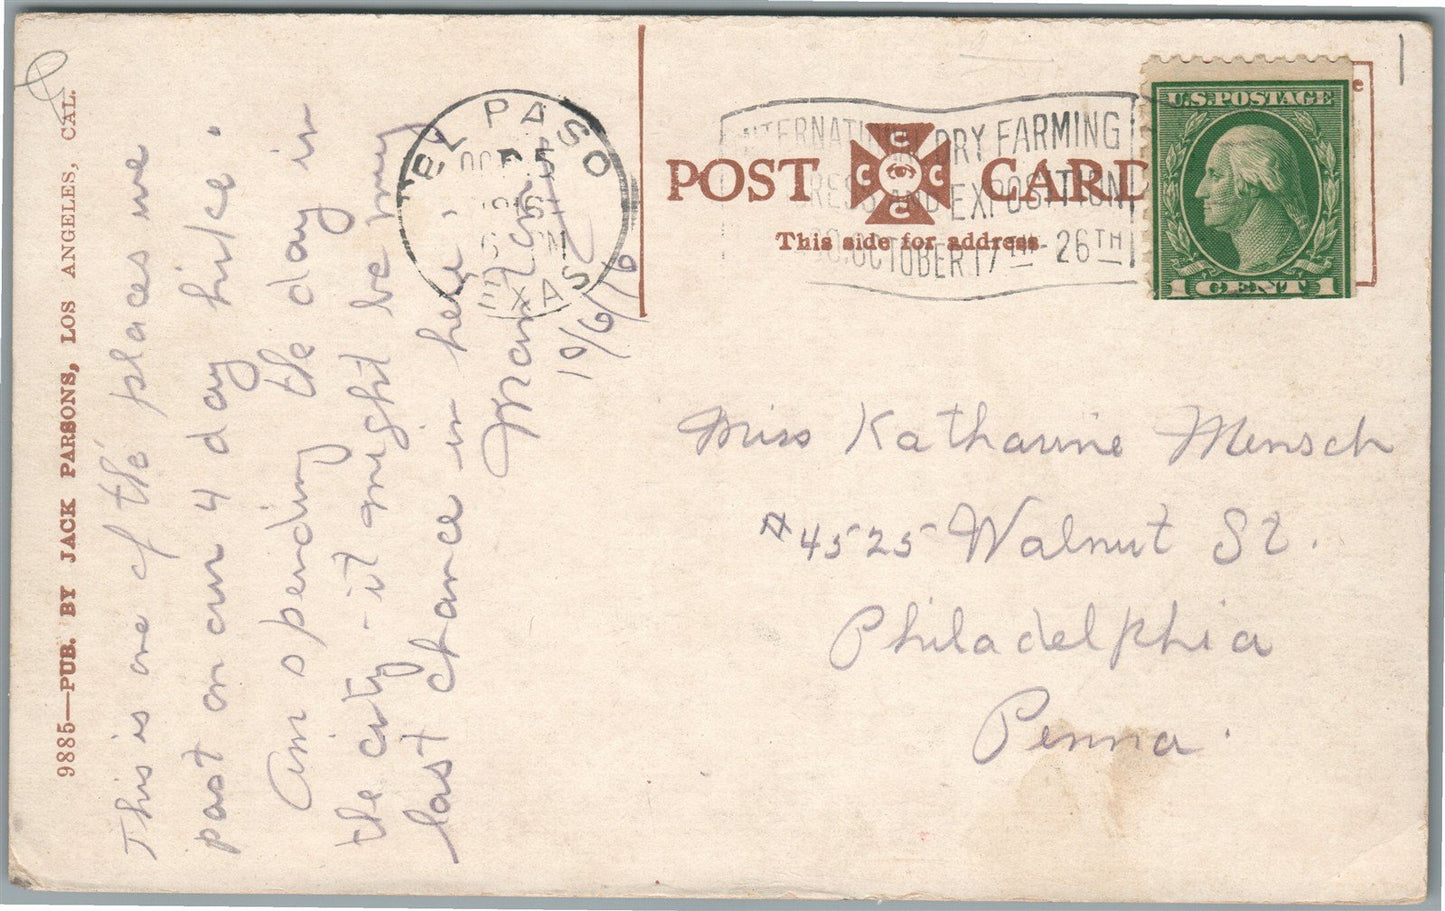 9885—PUB. BY JACK PARSONS, LOS ANGELES, CAL.
This is one of the places we
past on our 4 day hike.
Am spending the day in
the city - it might be my
last chance in here.
10/6/16
EL PASO
OCT 5
6 PM
TEXAS
INTERNATIONAL DRY FARMING
AND EXPOSITION
OCTOBER 17TH - 26TH
POST CARD
C C C C
This side for address
U.S. POSTAGE
1 CENT 1
e
1
Miss Katharine Mensch
#4525 Walnut St.
Philadelphia
Penna.